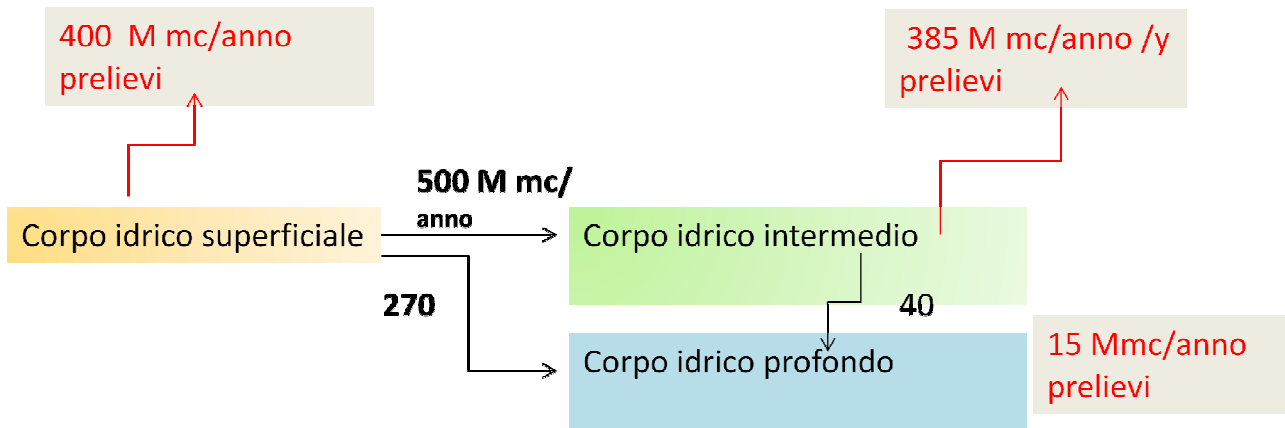 400  M mc/anno
prelievi
385 M mc/anno /y
prelievi
500 M mc/
anno
Corpo idrico superficiale
Corpo idrico intermedio
270
40
Corpo idrico profondo
15 Mmc/anno
prelievi